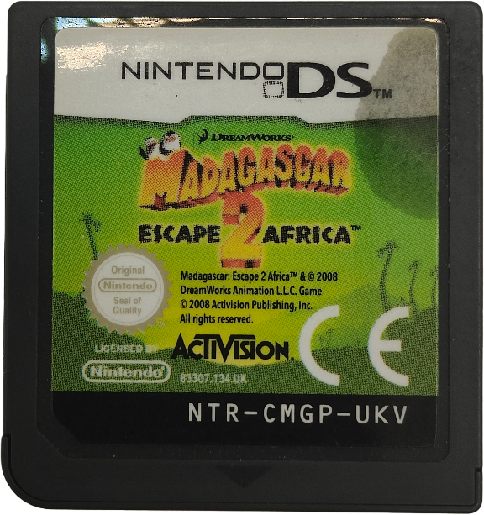 NINTENDO DS™
DREAMWORKS
MADAGASCAR
ESCAPE 2 AFRICA™
Original
Nintendo
Seal of
Quality
Madagascar: Escape 2 Africa™ & © 2008
DreamWorks Animation L.L.C. Game
© 2008 Activision Publishing, Inc.
All rights reserved.
LICENSED BY
Nintendo
ACTIVISION
CE
NTR-CMGP-UKV